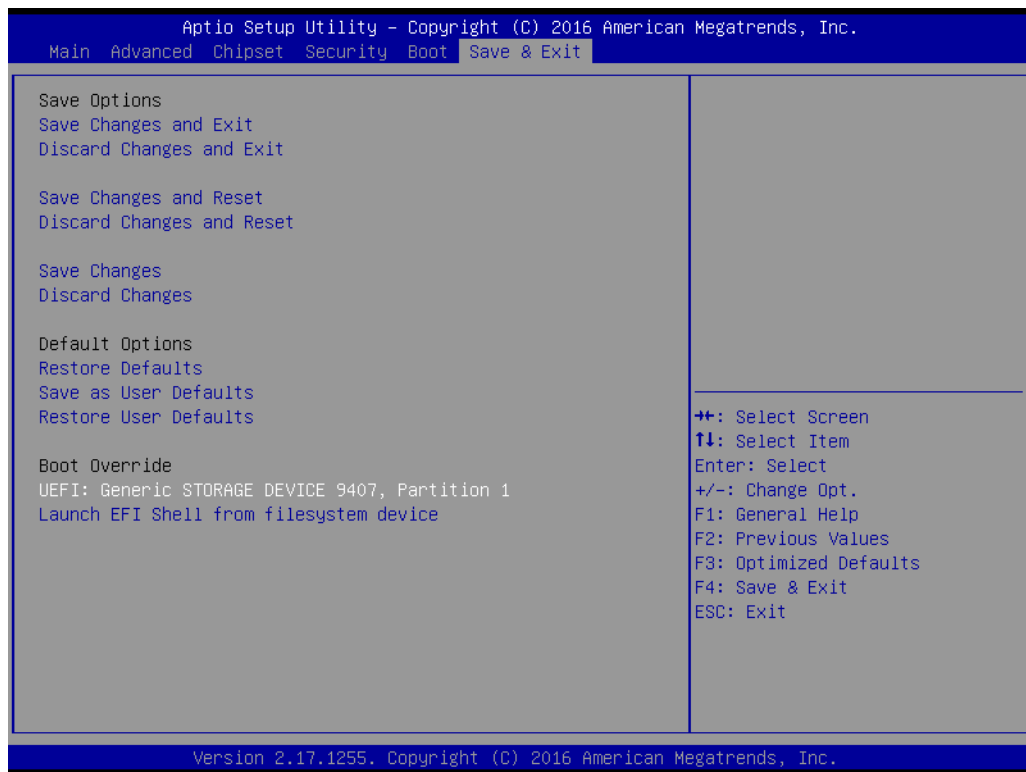 Aptio Setup Utility – Copyright (C) 2016 American Megatrends, Inc.
Main Advanced Chipset Security Boot Save & Exit
Save Options
Save Changes and Exit
Discard Changes and Exit
Save Changes and Reset
Discard Changes and Reset
Save Changes
Discard Changes
Default Options
Restore Defaults
Save as User Defaults
Restore User Defaults
Boot Override
UEFI: Generic STORAGE DEVICE 9407, Partition 1
Launch EFI Shell from filesystem device
→←: Select Screen
↑↓: Select Item
Enter: Select
+/-: Change Opt.
F1: General Help
F2: Previous Values
F3: Optimized Defaults
F4: Save & Exit
ESC: Exit
Version 2.17.1255. Copyright (C) 2016 American Megatrends, Inc.